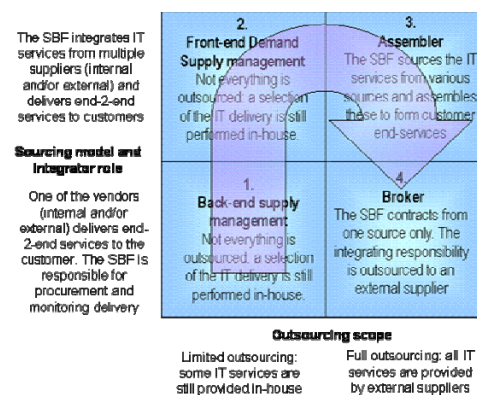 The SBF integrates IT
services from multiple
suppliers (internal
and/or external) and
delivers end-2-end
services to customers
Sourcing model and
integrator role
One of the vendors
(internal and/or
external) delivers end-
2-end services to the
customer. The SBF is
responsible for
procurement and
monitoring delivery
2.
Front-end Demand
Supply management
Not everything is
outsourced: a selection
of the IT delivery is still
performed in-house.
3.
Assembler
The SBF sources the IT
services from various
sources and assembles
these to form customer
end-services
1.
Back-end supply
management
Not everything is
outsourced: a selection
of the IT delivery is still
performed in-house.
4.
Broker
The SBF contracts from
one source only. The
integrating responsibility
is outsourced to an
external supplier
Outsourcing scope
Limited outsourcing:
some IT services are
still provided in-house
Full outsourcing: all IT
services are provided
by external suppliers